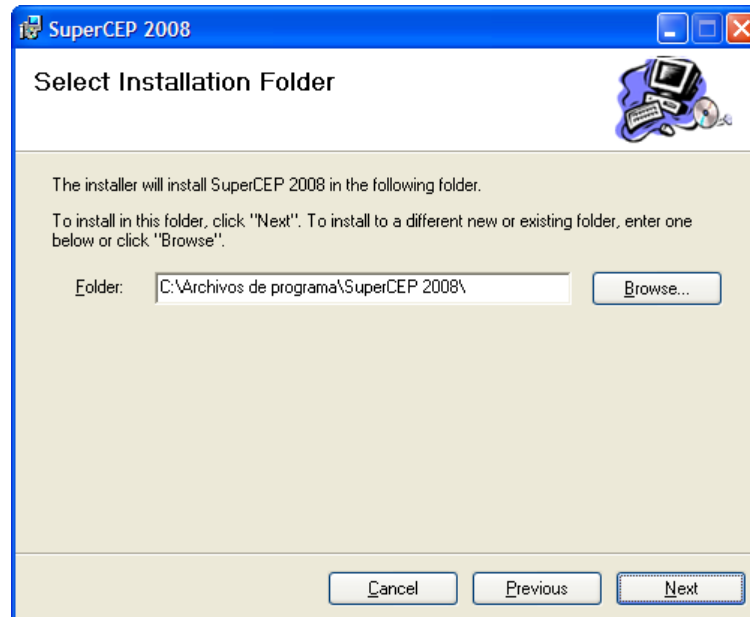 SuperCEP 2008
Select Installation Folder
The installer will install SuperCEP 2008 in the following folder.
To install in this folder, click "Next". To install to a different new or existing folder, enter one
below or click "Browse".
Folder: C:\Archivos de programa\SuperCEP 2008\ Browse...
Cancel Previous Next